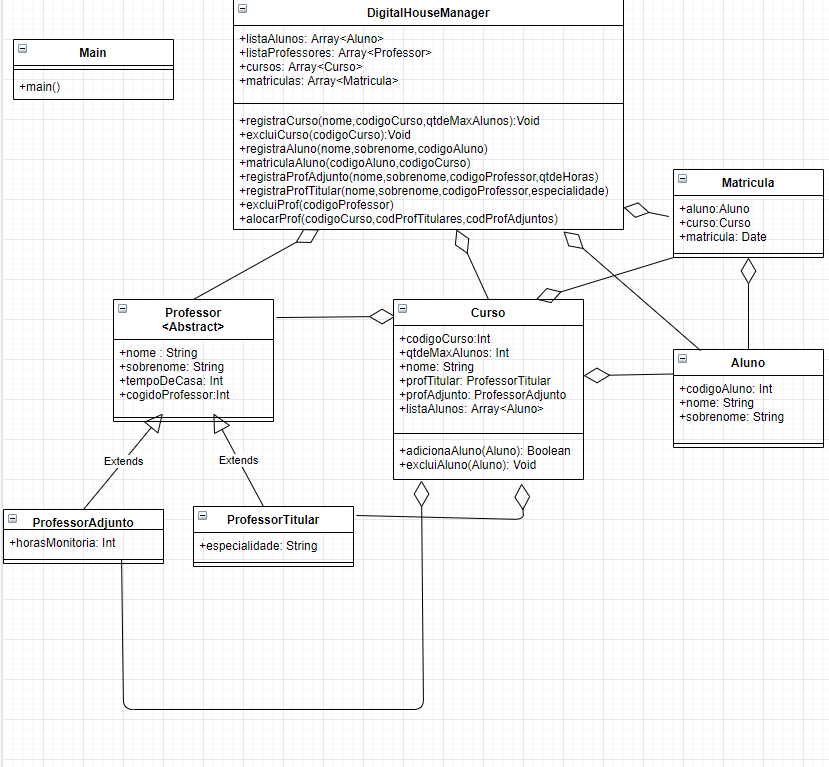 DigitalHouseManager
+listaAlunos: Array<Aluno>
+listaProfessores: Array<Professor>
+cursos: Array<Curso>
+matriculas: Array<Matricula>
+registraCurso(nome,codigoCurso,qtdeMaxAlunos):Void
+excluiCurso(codigoCurso):Void
+registraAluno(nome,sobrenome,codigoAluno)
+matriculaAluno(codigoAluno,codigoCurso)
+registraProfAdjunto(nome,sobrenome,codigoProfessor,qtdeHoras)
+registraProfTitular(nome,sobrenome,codigoProfessor,especialidade)
+excluiProf(codigoProfessor)
+alocarProf(codigoCurso,codProfTitulares,codProfAdjuntos)
Main
+main()
Matricula
+aluno:Aluno
+curso:Curso
+matricula: Date
Professor
<Abstract>
+nome : String
+sobrenome: String
+tempoDeCasa: Int
+cogidoProfessor:Int
Curso
+codigoCurso:Int
+qtdeMaxAlunos: Int
+nome: String
+profTitular: ProfessorTitular
+profAdjunto: ProfessorAdjunto
+listaAlunos: Array<Aluno>
+adicionaAluno(Aluno): Boolean
+excluiAluno(Aluno): Void
Aluno
+codigoAluno: Int
+nome: String
+sobrenome: String
Extends
Extends
ProfessorAdjunto
+horasMonitoria: Int
ProfessorTitular
+especialidade: String